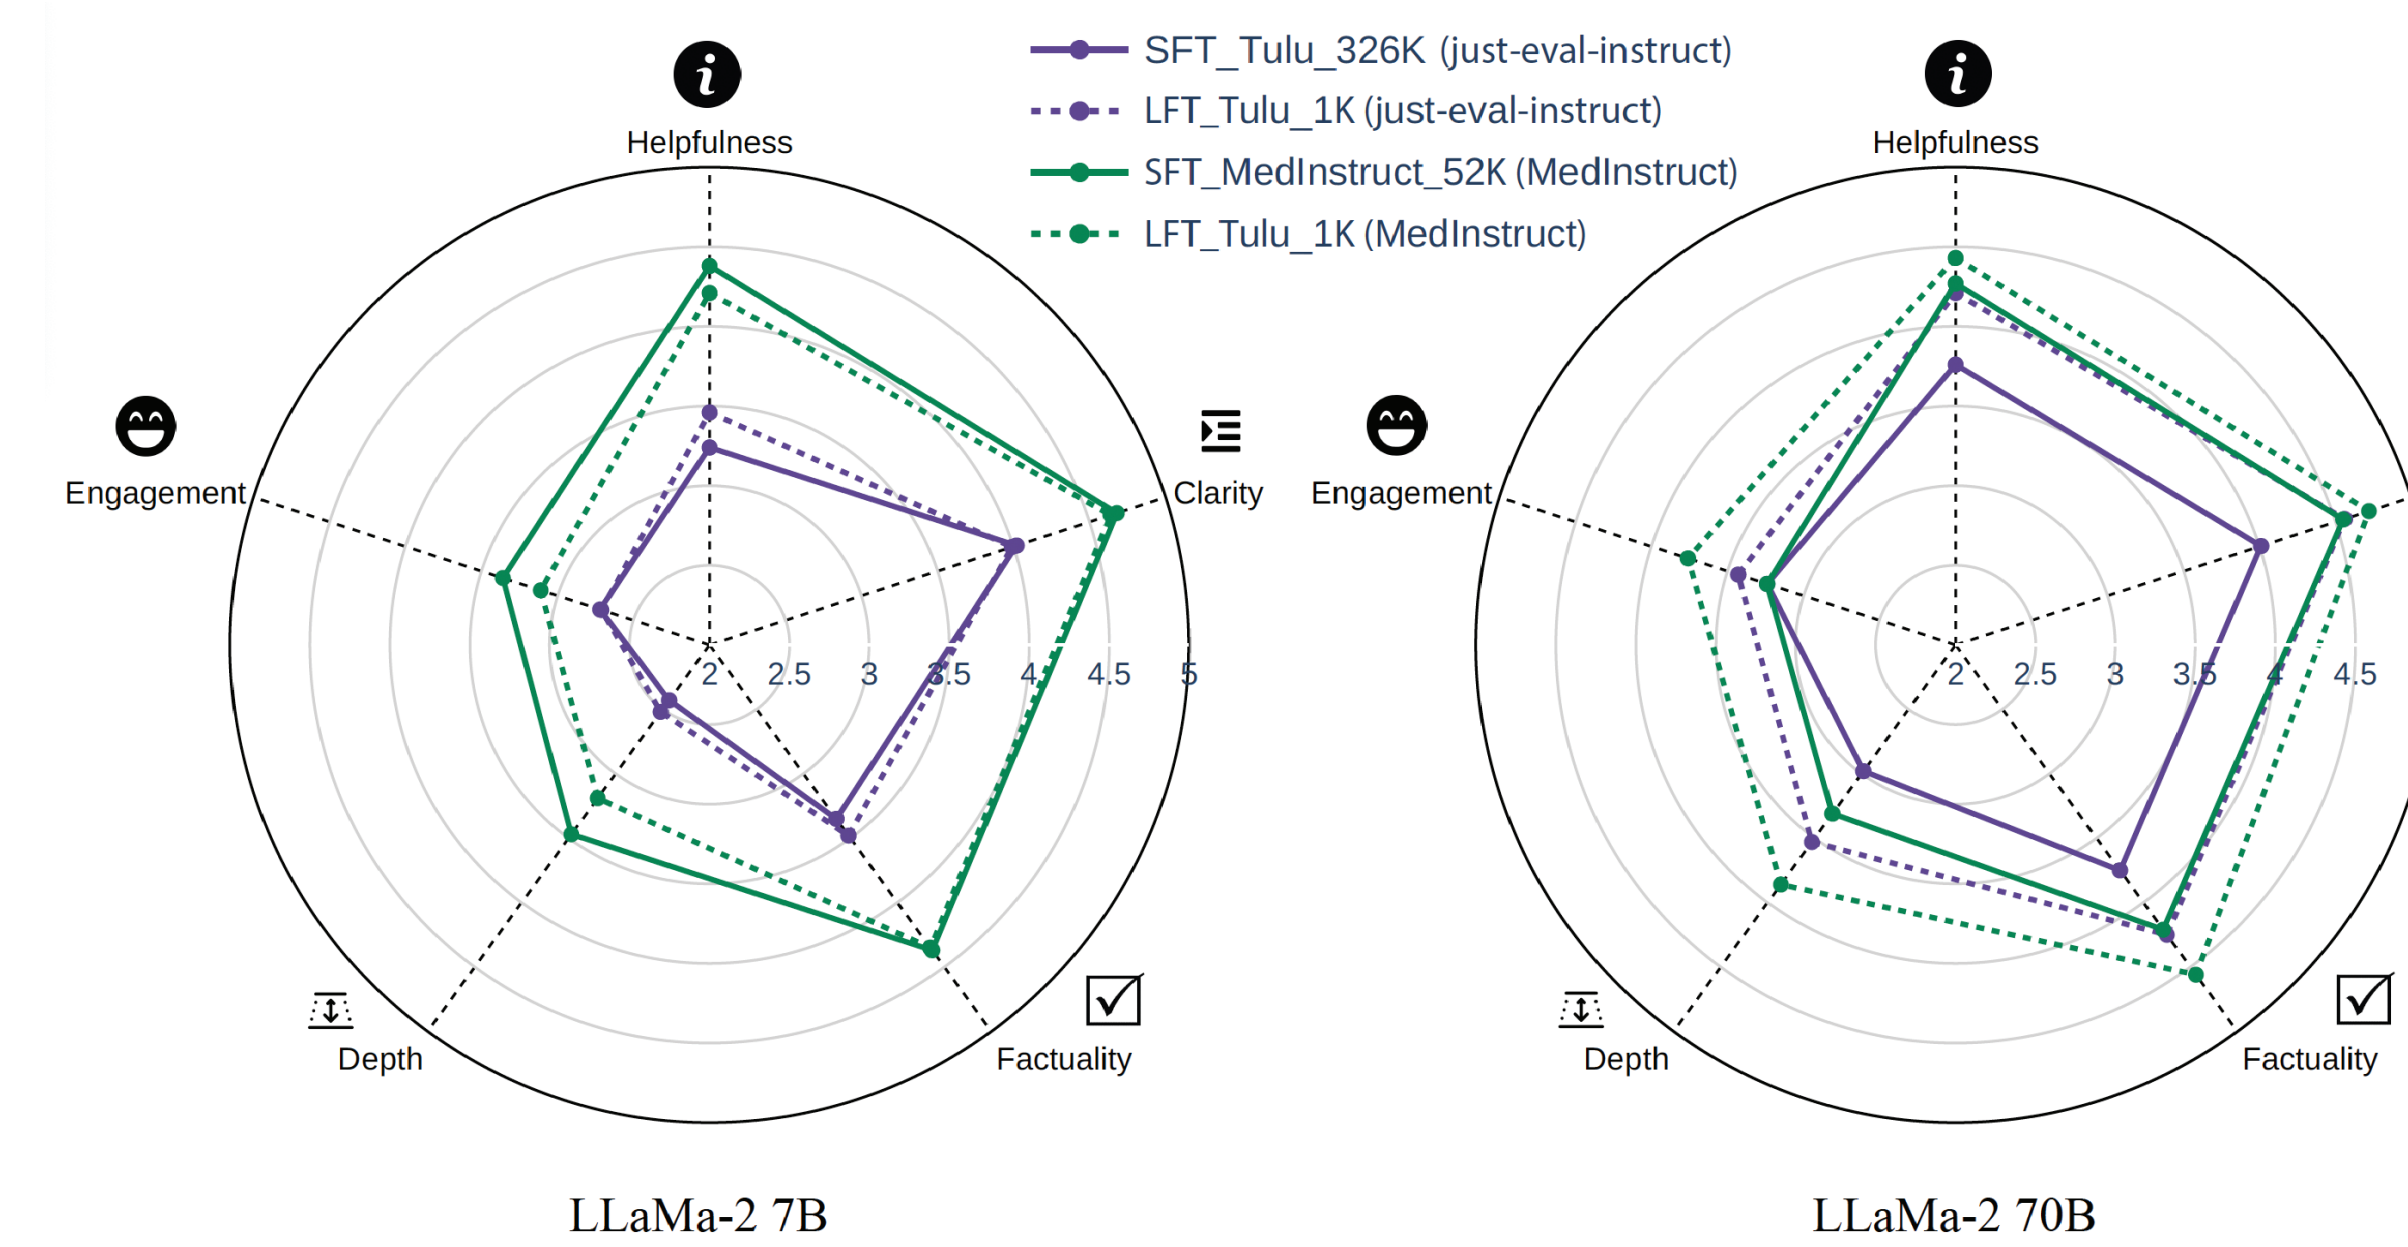 SFT_Tulu_326K (just-eval-instruct)
LFT_Tulu_1K (just-eval-instruct)
SFT_MedInstruct_52K (MedInstruct)
LFT_Tulu_1K (MedInstruct)
Helpfulness
Engagement
Clarity
2 2.5 3 3.5 4 4.5 5
Depth
Factuality
LLaMa-2 7B
Helpfulness
Engagement
2 2.5 3 3.5 4 4.5
Depth
Factuality
LLaMa-2 70B